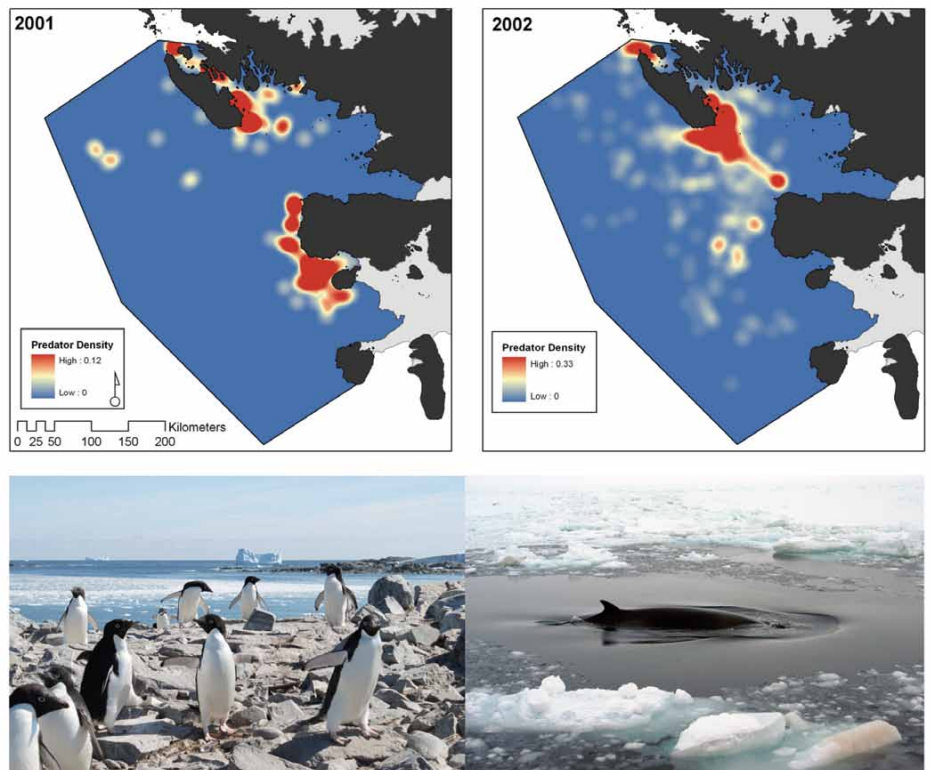 2001
Predator Density
High : 0.12
Low : 0
Kilometers
0 25 50 100 150 200
2002
Predator Density
High : 0.33
Low : 0